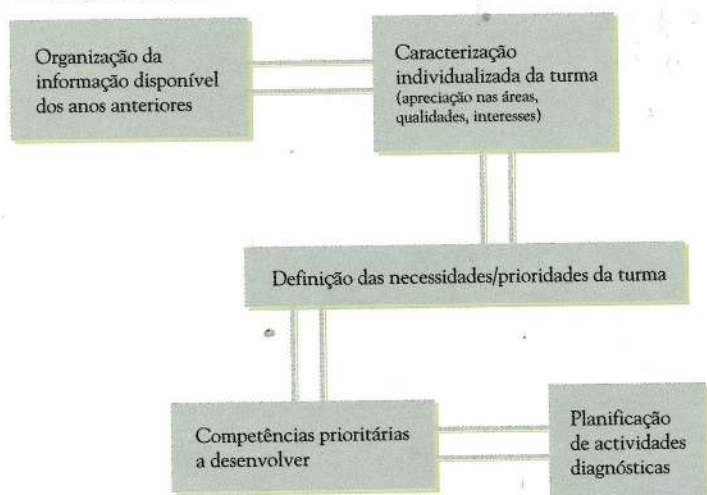 Organização da
informação disponível
dos anos anteriores
Caracterização
individualizada da turma
(apreciação nas áreas,
qualidades, interesses)
Definição das necessidades/prioridades da turma
Competências prioritárias
a desenvolver
Planificação
de actividades
diagnósticas